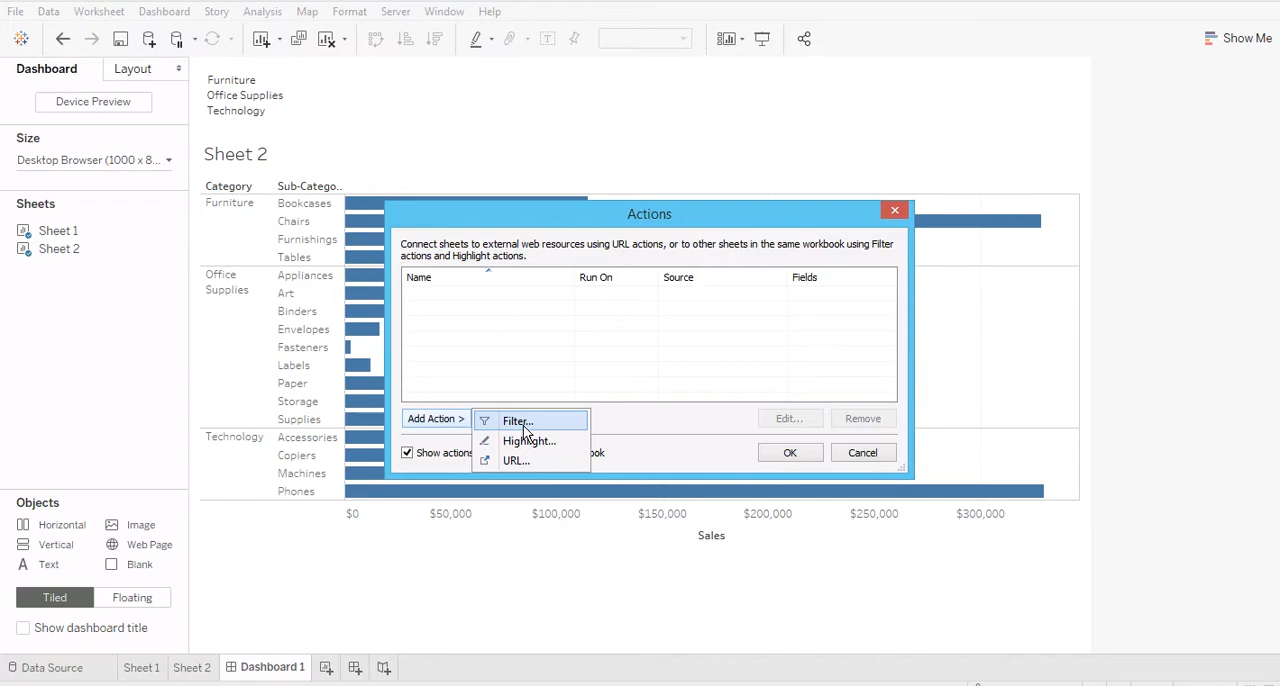 File Data Worksheet Dashboard Story Analysis Map Format Server Window Help
Show Me
Dashboard Layout
Device Preview
Size
Desktop Browser (1000 x 8...
Sheets
Sheet 1
Sheet 2
Objects
Horizontal Image
Vertical Web Page
A Text Blank
Tiled Floating
Show dashboard title
Furniture
Office Supplies
Technology
Sheet 2
Category Sub-Catego..
Furniture Bookcases
Chairs
Furnishings
Tables
Office Supplies Appliances
Art
Binders
Envelopes
Fasteners
Labels
Paper
Storage
Supplies
Technology Accessories
Copiers
Machines
Phones
$0 $50,000 $100,000 $150,000 $200,000 $250,000 $300,000
Sales
Actions
Connect sheets to external web resources using URL actions, or to other sheets in the same workbook using Filter
actions and Highlight actions.
Name Run On Source Fields
Add Action > Edit... Remove
Filter...
Highlight...
URL...
Show actions ook OK Cancel
Data Source Sheet 1 Sheet 2 Dashboard 1